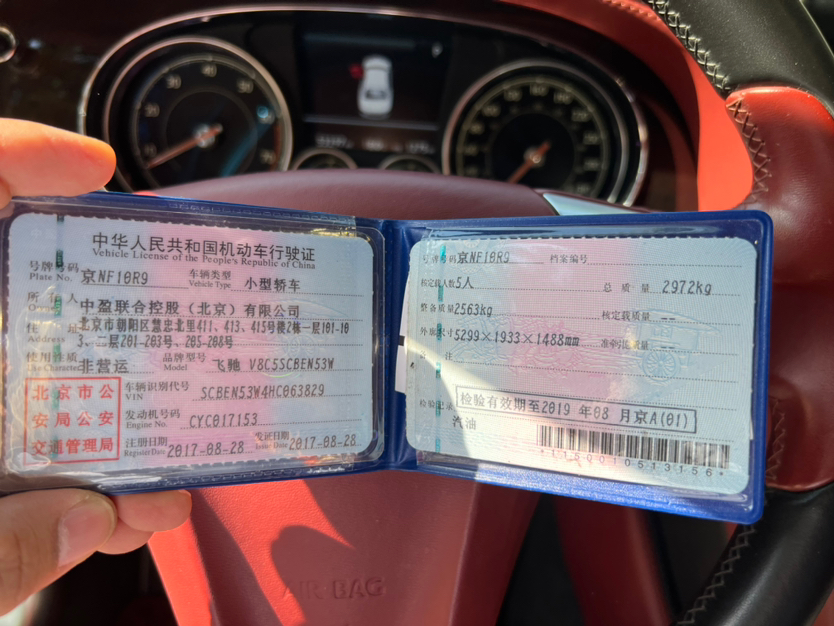 中华人民共和国机动车行驶证
Vehicle License of the People's Republic of China
号牌号码 京NF10R9 车辆类型 小型轿车
Plate No. Vehicle Type
所有人 中盈联合控股（北京）有限公司
Owner
住址 北京市朝阳区慧忠北里411、413、415号楼2栋一层101-10
Address 3、二层201-203号、205-208号
使用性质 非营运 品牌型号 飞驰 V8C5SCBEN53W
Use Character Model
北京市公
安局公安
交通管理局
车辆识别代号 SCBEN53W4HC063829
VIN
发动机号码 CYC017153
Engine No.
注册日期 2017-08-28 发证日期 2017-08-28
Register Date Issue Date
号牌号码 京NF10R9 档案编号
核定载人数 5人 总质量 2972kg
整备质量 2563kg 核定载质量 --
外廓尺寸 5299×1933×1488mm 准牵引总质量 --
备注
检验记录 检验有效期至2019年08月京A(01)
汽油
*1150010513156*
AIRBAG